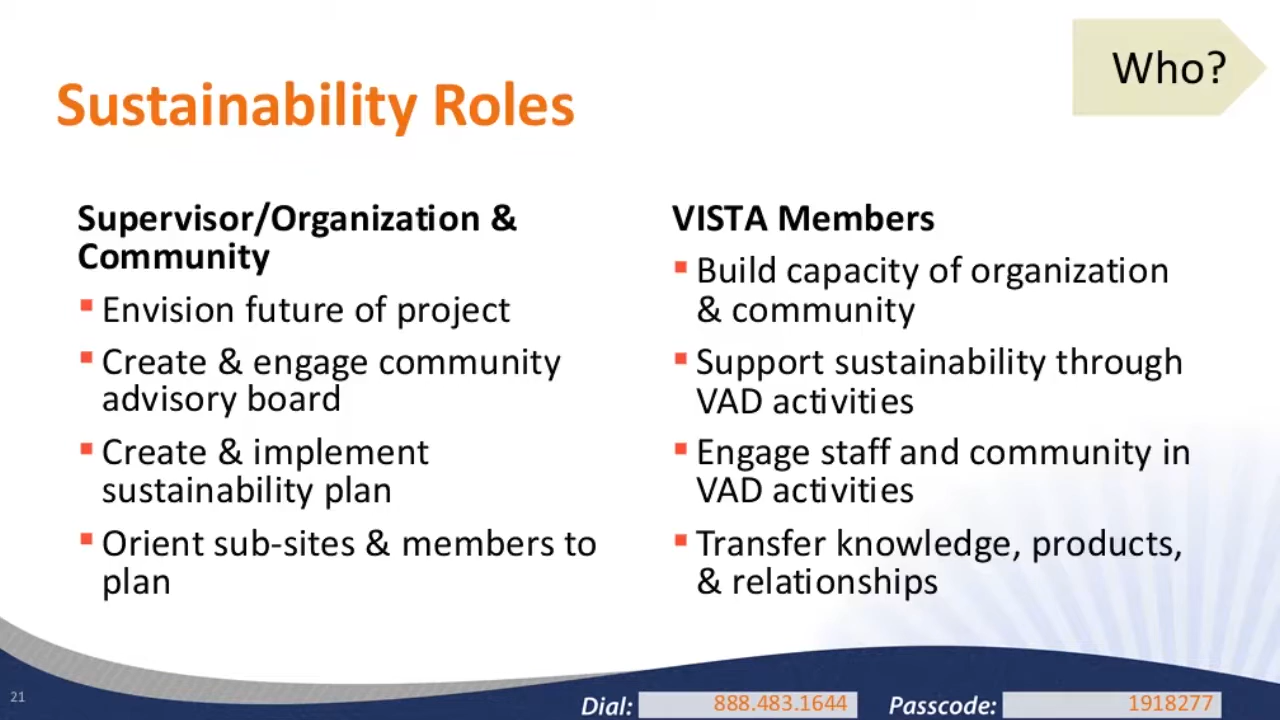 Who?
Sustainability Roles
Supervisor/Organization &
Community
Envision future of project
Create & engage community
advisory board
Create & implement
sustainability plan
Orient sub-sites & members to
plan
VISTA Members
Build capacity of organization
& community
Support sustainability through
VAD activities
Engage staff and community in
VAD activities
Transfer knowledge, products,
& relationships
21
Dial: 888.483.1644 Passcode: 1918277